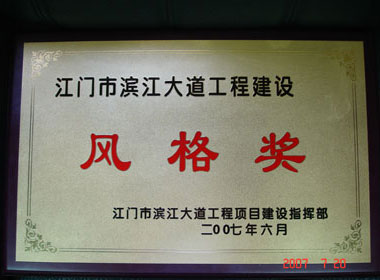 江门市滨江大道工程建设
风格奖
江门市滨江大道工程项目建设指挥部
二00七年六月
2007 7 20